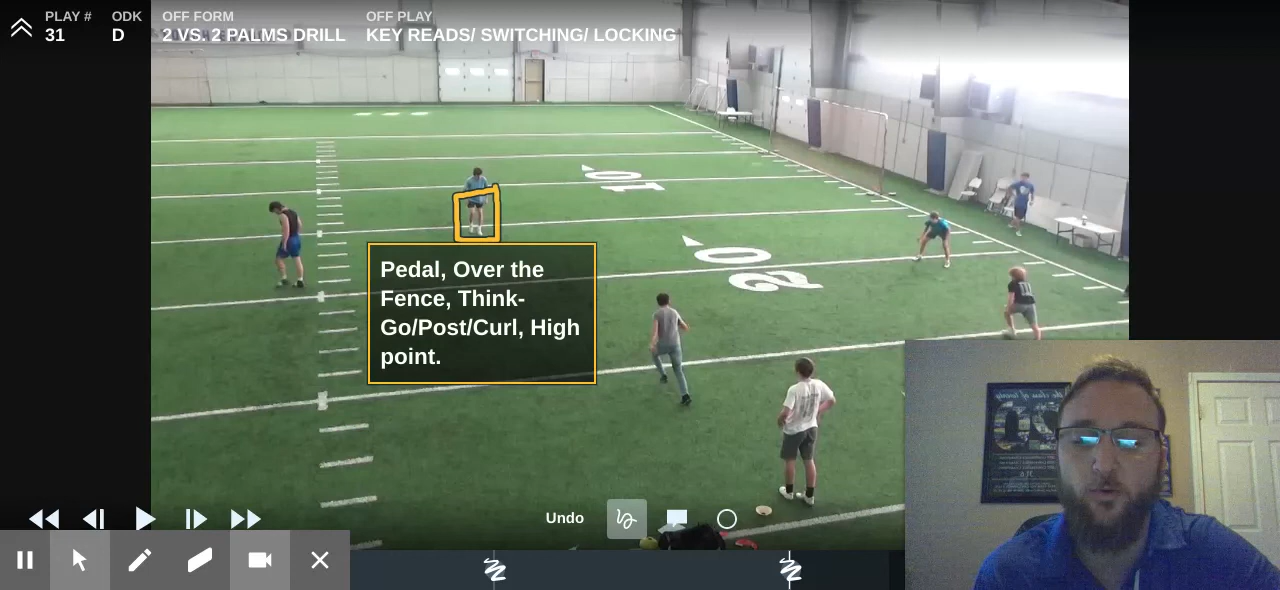 PLAY # ODK OFF FORM OFF PLAY
31 D 2 VS. 2 PALMS DRILL KEY READS/ SWITCHING/ LOCKING
10
20
Pedal, Over the
Fence, Think-
Go/Post/Curl, High
point.
Undo